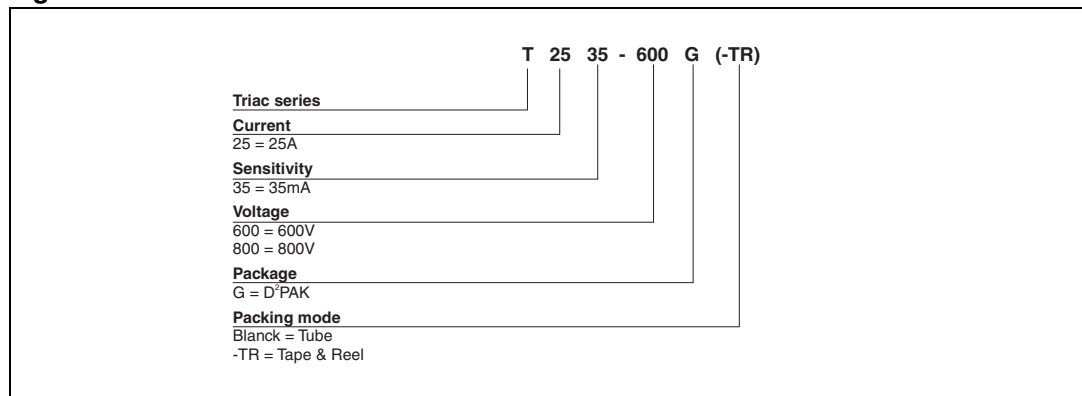 T 25 35 - 600 G (-TR)
Triac series
Current
25 = 25A
Sensitivity
35 = 35mA
Voltage
600 = 600V
800 = 800V
Package
G = D²PAK
Packing mode
Blanck = Tube
-TR = Tape & Reel